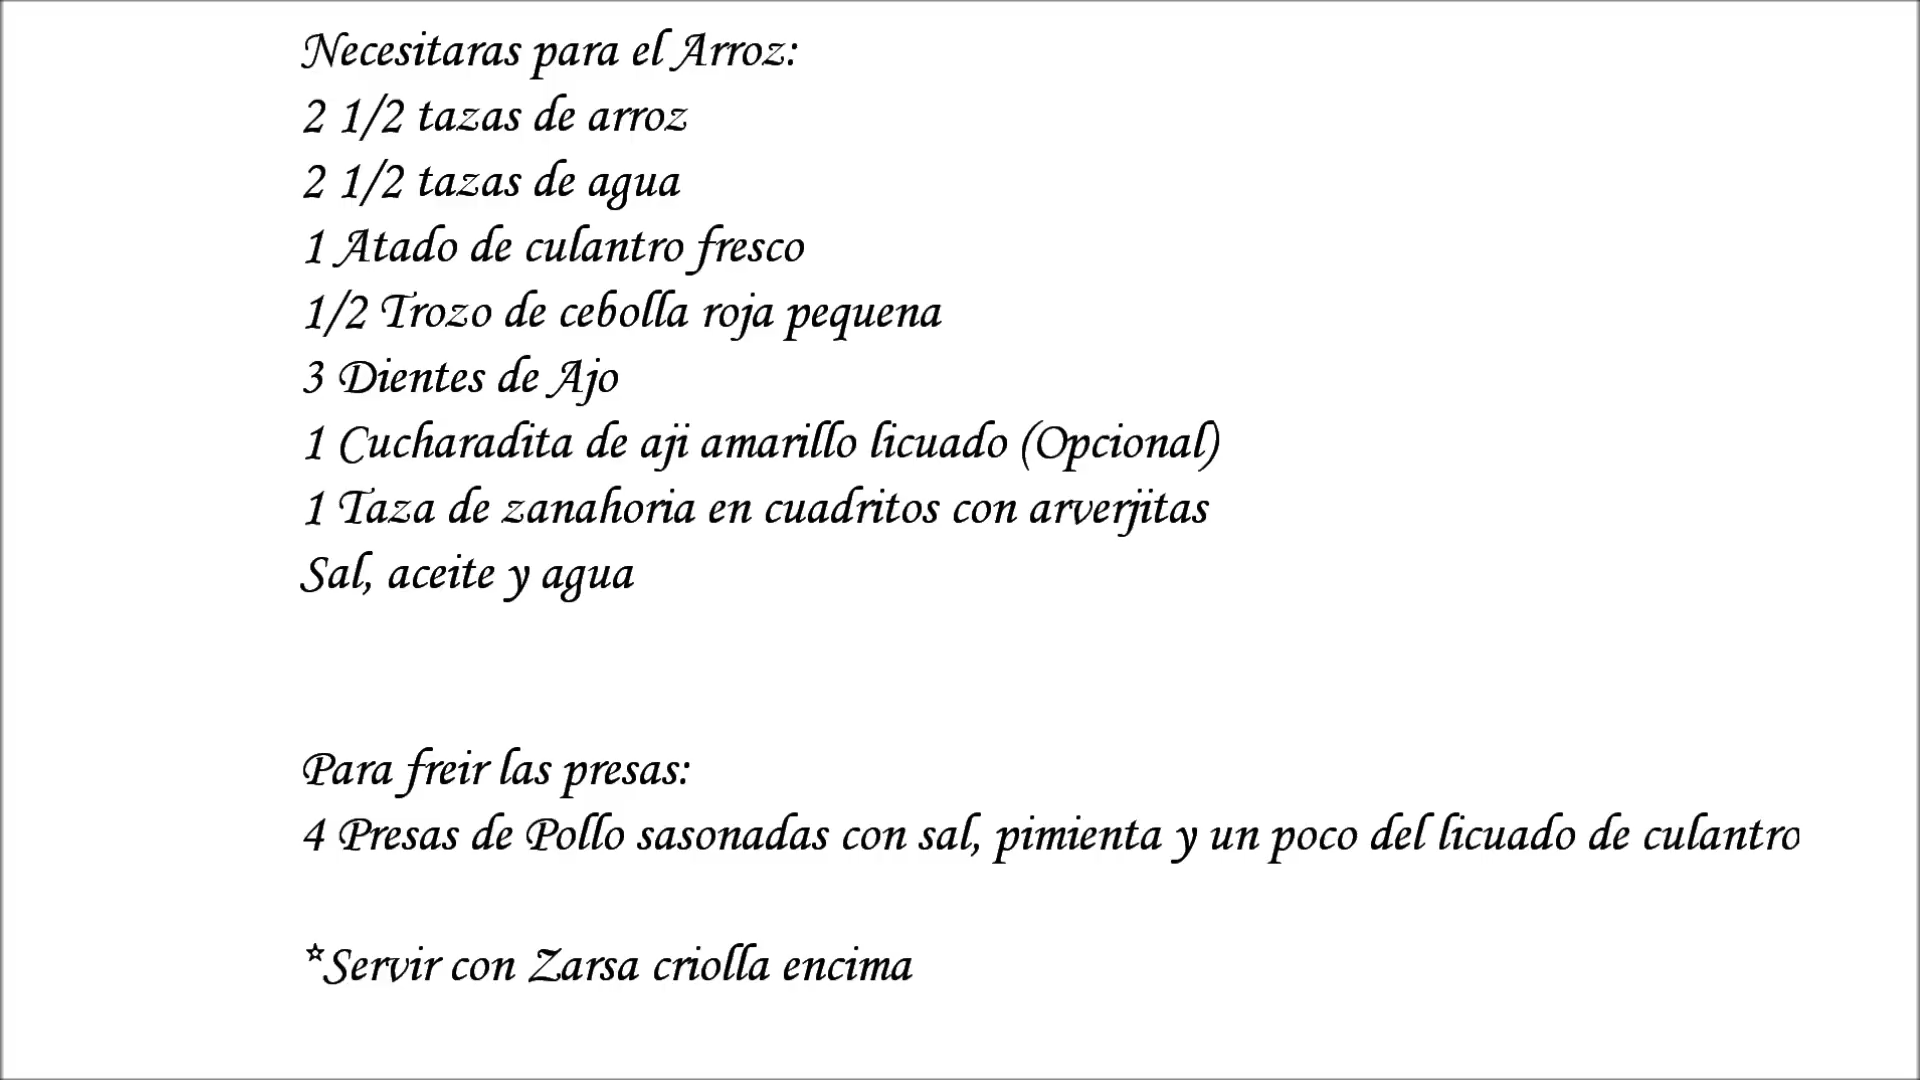 Necesitaras para el Arroz:
2 1/2 tazas de arroz
2 1/2 tazas de agua
1 Atado de culantro fresco
1/2 Trozo de cebolla roja pequena
3 Dientes de Ajo
1 Cucharadita de aji amarillo licuado (Opcional)
1 Taza de zanahoria en cuadritos con arverjitas
Sal, aceite y agua
Para freir las presas:
4 Presas de Pollo sasonadas con sal, pimienta y un poco del licuado de culantro
*Servir con Zarsa criolla encima